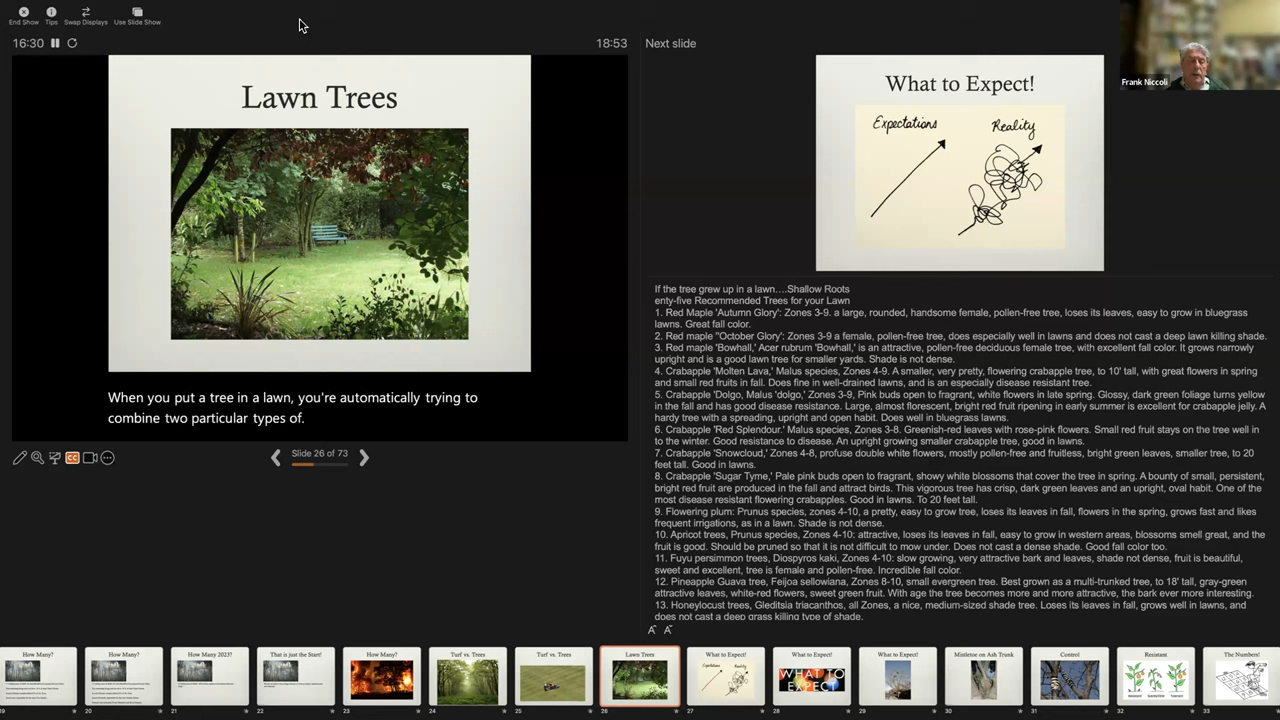 End Show
Tips
Swap Displays
Use Slide Show
16:30
18:53
Next slide
Frank Niccoli
Lawn Trees
What to Expect!
Expectations
Reality
When you put a tree in a lawn, you're automatically trying to
combine two particular types of.
Slide 26 of 73
If the tree grew up in a lawn....Shallow Roots
enty-five Recommended Trees for your Lawn
1. Red Maple 'Autumn Glory': Zones 3-9. a large, rounded, handsome female, pollen-free tree, loses its leaves, easy to grow in bluegrass
lawns. Great fall color.
2. Red maple "October Glory': Zones 3-9 a female, pollen-free tree, does especially well in lawns and does not cast a deep lawn killing shade.
3. Red maple 'Bowhall,' Acer rubrum 'Bowhall,' is an attractive, pollen-free deciduous female tree, with excellent fall color. It grows narrowly
upright and is a good lawn tree for smaller yards. Shade is not dense.
4. Crabapple 'Molten Lava,' Malus species, Zones 4-9. A smaller, very pretty, flowering crabapple tree, to 10' tall, with great flowers in spring
and small red fruits in fall. Does fine in well-drained lawns, and is an especially disease resistant tree.
5. Crabapple 'Dolgo, Malus 'dolgo,' Zones 3-9, Pink buds open to fragrant, white flowers in late spring. Glossy, dark green foliage turns yellow
in the fall and has good disease resistance. Large, almost florescent, bright red fruit ripening in early summer is excellent for crabapple jelly. A
hardy tree with a spreading, upright and open habit. Does well in bluegrass lawns.
6. Crabapple 'Red Splendour.' Malus species, Zones 3-8. Greenish-red leaves with rose-pink flowers. Small red fruit stays on the tree well in
to the winter. Good resistance to disease. An upright growing smaller crabapple tree, good in lawns.
7. Crabapple 'Snowcloud,' Zones 4-8, profuse double white flowers, mostly pollen-free and fruitless, bright green leaves, smaller tree, to 20
feet tall. Good in lawns.
8. Crabapple 'Sugar Tyme,' Pale pink buds open to fragrant, showy white blossoms that cover the tree in spring. A bounty of small, persistent,
bright red fruit are produced in the fall and attract birds. This vigorous tree has crisp, dark green leaves and an upright, oval habit. One of the
most disease resistant flowering crabapples. Good in lawns. To 20 feet tall.
9. Flowering plum: Prunus species, zones 4-10, a pretty, easy to grow tree, loses its leaves in fall, flowers in the spring, grows fast and likes
frequent irrigations, as in a lawn. Shade is not dense.
10. Apricot trees, Prunus species, Zones 4-10: attractive, loses its leaves in fall, easy to grow in western areas, blossoms smell great, and the
fruit is good. Should be pruned so that it is not difficult to mow under. Does not cast a dense shade. Good fall color too.
11. Fuyu persimmon trees, Diospyros kaki, Zones 4-10: slow growing, very attractive bark and leaves, shade not dense, fruit is beautiful,
sweet and excellent, tree is female and pollen-free. Incredible fall color.
12. Pineapple Guava tree, Feijoa sellowiana, Zones 8-10, small evergreen tree. Best grown as a multi-trunked tree, to 18' tall, gray-green
attractive leaves, white-red flowers, sweet green fruit. With age the tree becomes more and more attractive, the bark ever more interesting.
13. Honeylocust trees, Gleditsia triacanthos, all Zones, a nice, medium-sized shade tree. Loses its leaves in fall, grows well in lawns, and
does not cast a deep grass killing type of shade.
A A
How Many?
How Many?
How Many 2023?
That is just the Start!
How Many?
Turf vs. Trees
Turf vs. Trees
Lawn Trees
What to Expect!
Expectations
Reality
What to Expect!
WHAT TO
EXPECT
What to Expect!
Mistletoe on Ash Trunk
Control
Resistant
The Numbers!
19 20 21 22 23 24 25 26 27 28 29 30 31 32 33